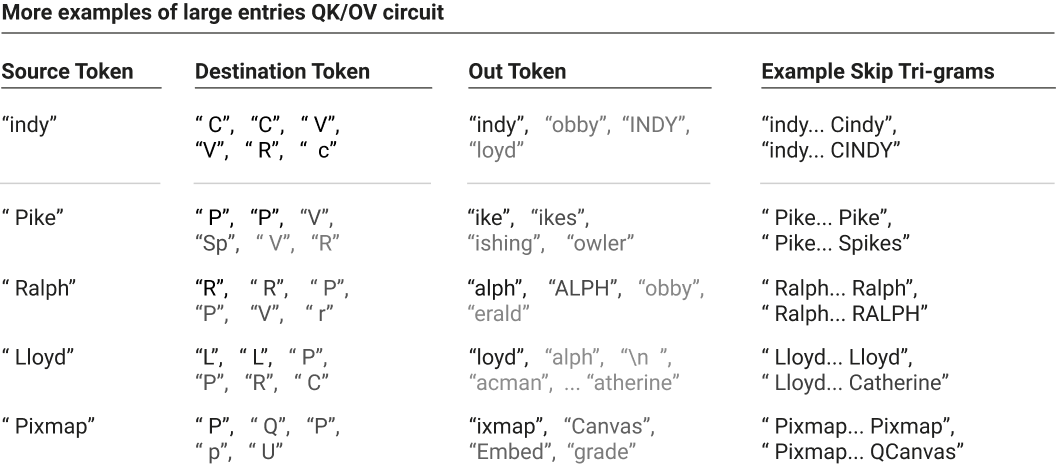 More examples of large entries QK/OV circuit
Source Token Destination Token Out Token Example Skip Tri-grams
“indy” “ C”, “C”, “ V”, “indy”, “obby”, “INDY”, “indy... Cindy”,
“V”, “ R”, “ c” “loyd” “indy... CINDY”
“ Pike” “ P”, “P”, “V”, “ike”, “ikes”, “ Pike... Pike”,
“Sp”, “ V”, “R” “ishing”, “owler” “ Pike... Spikes”
“ Ralph” “R”, “ R”, “ P”, “alph”, “ALPH”, “obby”, “ Ralph... Ralph”,
“P”, “V”, “ r” “erald” “ Ralph... RALPH”
“ Lloyd” “L”, “ L”, “ P”, “loyd”, “alph”, “\n ”, “ Lloyd... Lloyd”,
“P”, “R”, “ C” “acman”, ... “atherine” “ Lloyd... Catherine”
“ Pixmap” “ P”, “ Q”, “P”, “ixmap”, “Canvas”, “ Pixmap... Pixmap”,
“ p”, “ U” “Embed”, “grade” “ Pixmap... QCanvas”